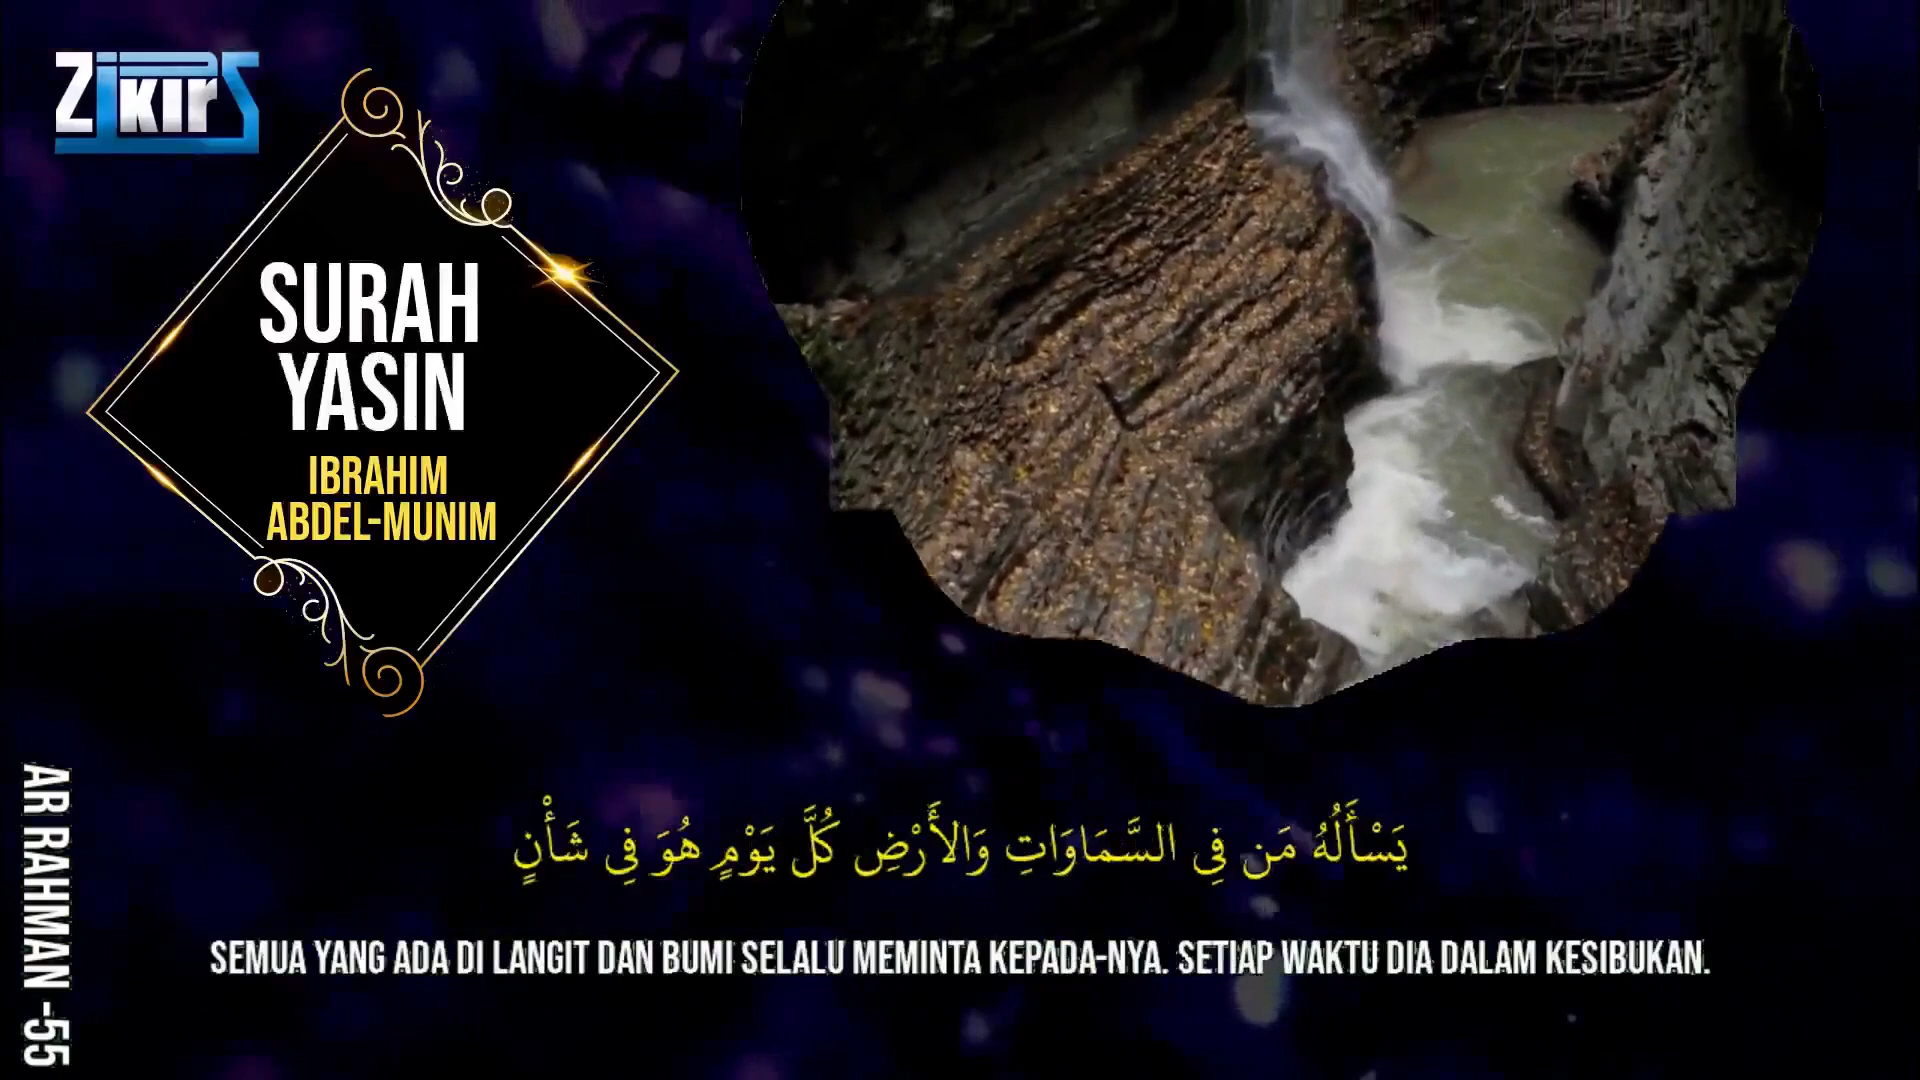 ZikirS
SURAH
YASIN
IBRAHIM
ABDEL-MUNIM
يَسْأَلُهُ مَن فِي السَّمَاوَاتِ وَالأَرْضِ كُلَّ يَوْمٍ هُوَ فِي شَأْنٍ
SEMUA YANG ADA DI LANGIT DAN BUMI SELALU MEMINTA KEPADA-NYA. SETIAP WAKTU DIA DALAM KESIBUKAN.
AR RAHMAN -55